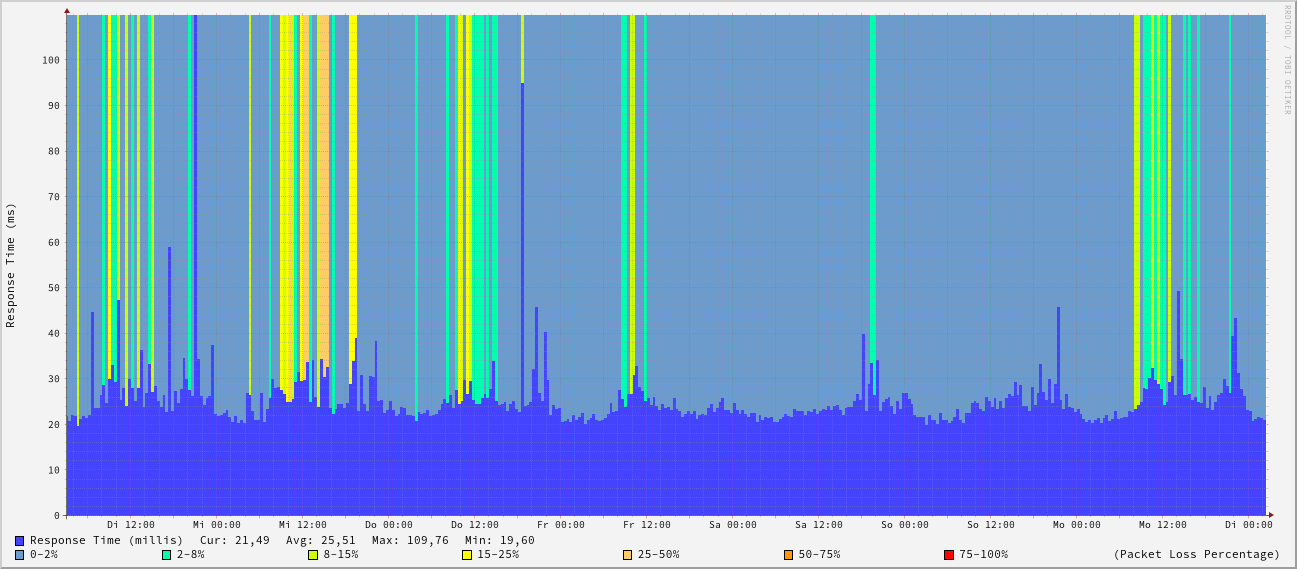 RRDTOOL / TOBI OETIKER
Response Time (ms)
100
90
80
70
60
50
40
30
20
10
0
Di 12:00 Mi 00:00 Mi 12:00 Do 00:00 Do 12:00 Fr 00:00 Fr 12:00 Sa 00:00 Sa 12:00 So 00:00 So 12:00 Mo 00:00 Mo 12:00 Di 00:00
Response Time (millis) Cur: 21,49 Avg: 25,51 Max: 109,76 Min: 19,60
0-2% 2-8% 8-15% 15-25% 25-50% 50-75% 75-100% (Packet Loss Percentage)